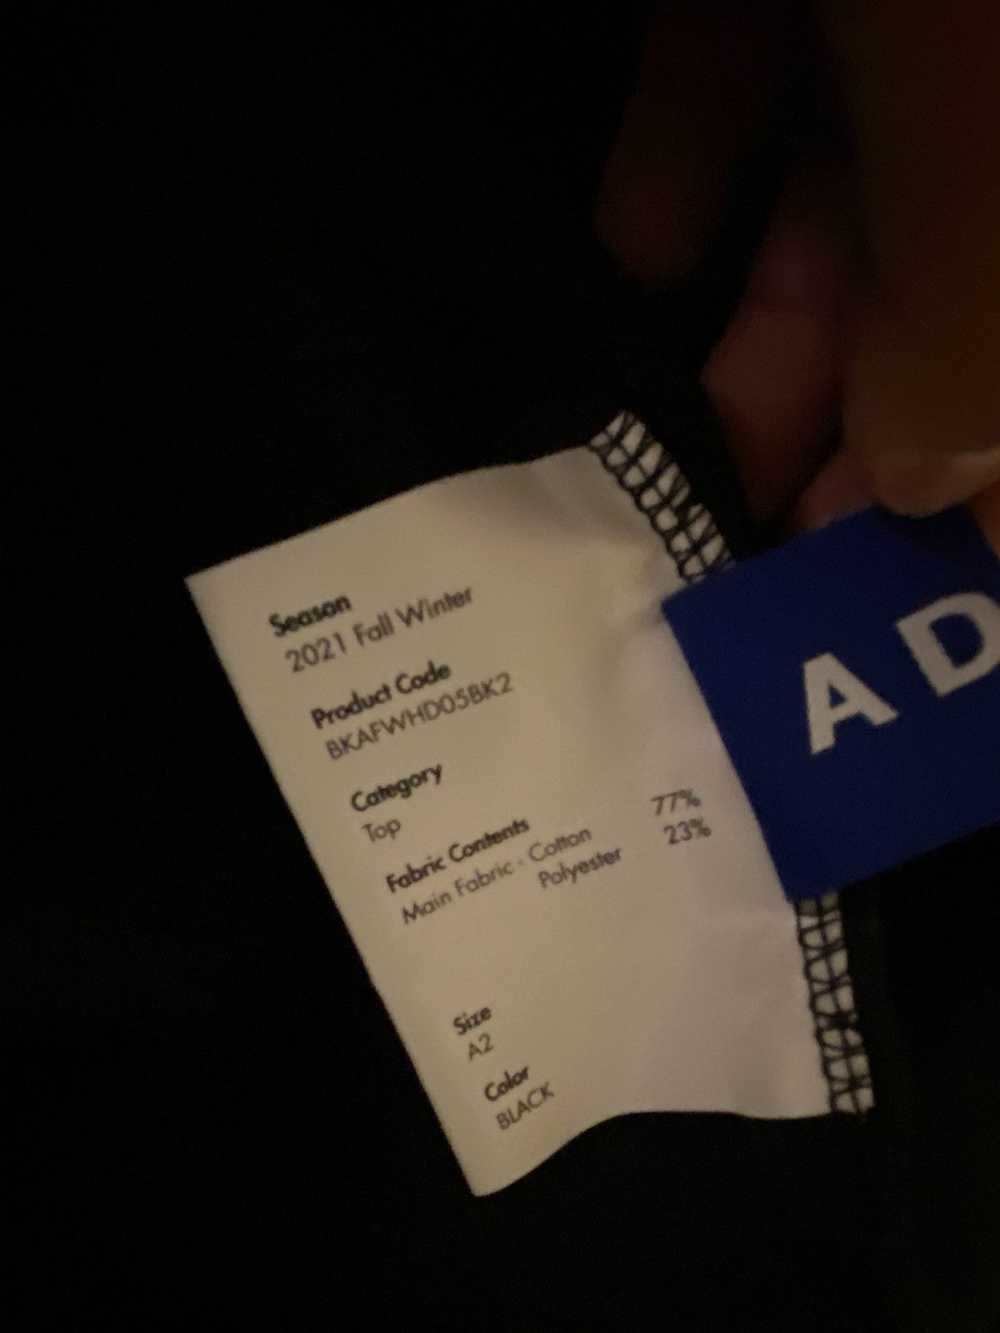 Season
2021 Fall Winter
Product Code
BKAFWHD05BK2
Category
Top
Fabric Contents
Main Fabric - Cotton 77%
Polyester 23%
Size
A2
Color
BLACK
AD